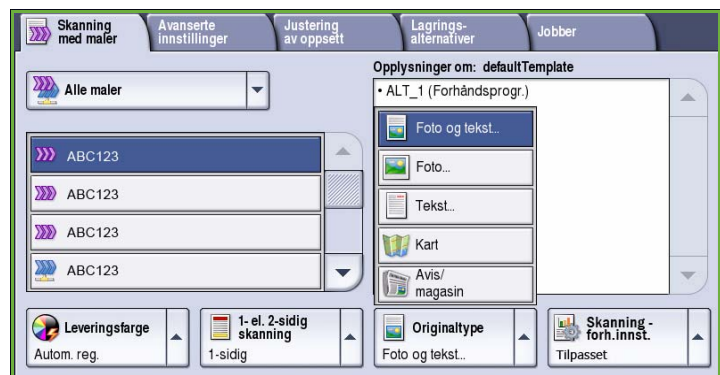 Skanning
med maler
Avanserte
innstillinger
Justering
av oppsett
Lagrings-
alternativer
Jobber
Alle maler
Opplysninger om: defaultTemplate
• ALT_1 (Forhåndsprogr.)
ABC123
ABC123
ABC123
ABC123
Foto og tekst...
Foto...
Tekst...
Kart
Avis/
magasin
Leveringsfarge
Autom. reg.
1- el. 2-sidig
skanning
1-sidig
Originaltype
Foto og tekst...
Skanning -
forh.innst.
Tilpasset